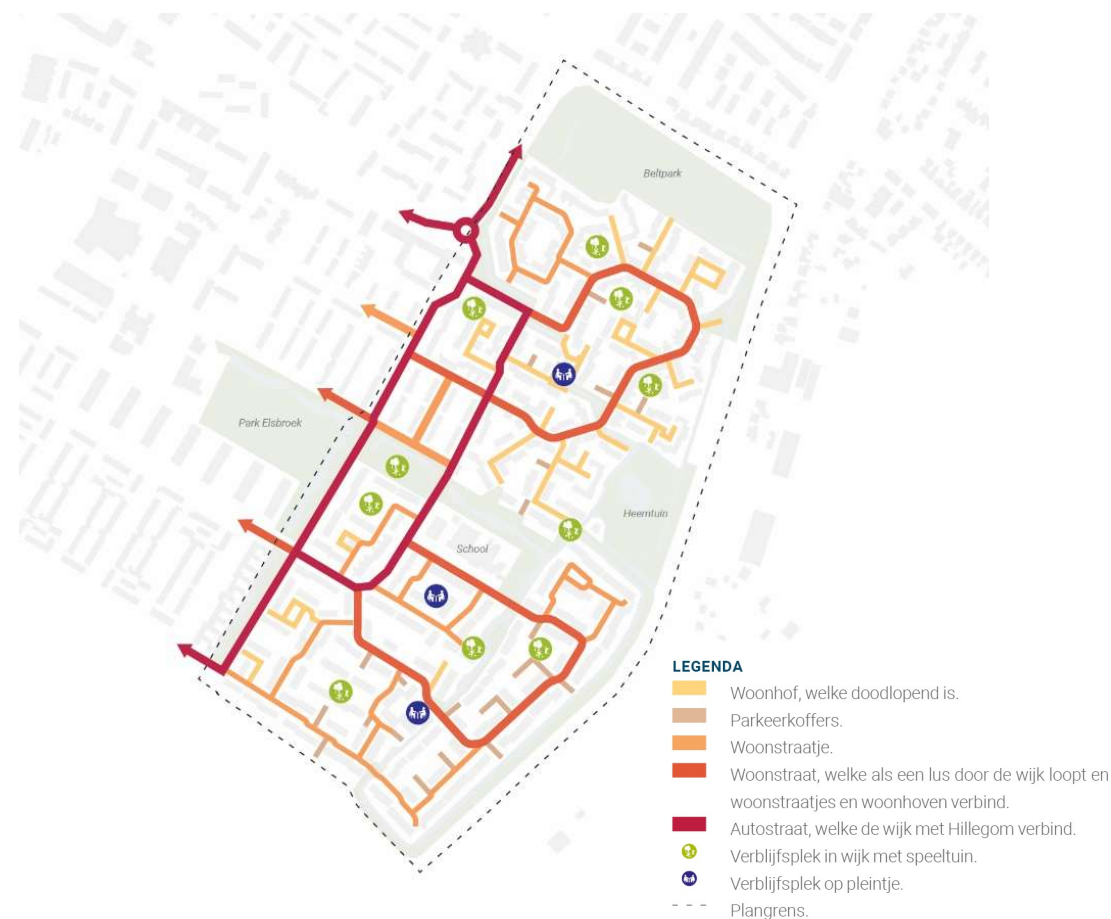 Beltpark
Park Elsbroek
Heemtuin
School
LEGENDA
Woonhof, welke doodlopend is.
Parkeerkoffers.
Woonstraatje.
Woonstraat, welke als een lus door de wijk loopt en
woonstraatjes en woonhoven verbind.
Autostraat, welke de wijk met Hillegom verbind.
Verblijfsplek in wijk met speeltuin.
Verblijfsplek op pleintje.
Plangrens.